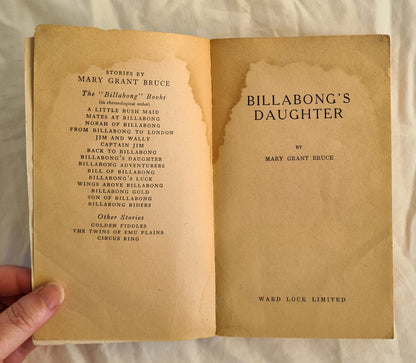 STORIES BY
MARY GRANT BRUCE
The "Billabong" Books
(in chronological order)
A LITTLE BUSH MAID
MATES AT BILLABONG
NORAH OF BILLABONG
FROM BILLABONG TO LONDON
JIM AND WALLY
CAPTAIN JIM
BACK TO BILLABONG
BILLABONG'S DAUGHTER
BILLABONG ADVENTURERS
BILL OF BILLABONG
BILLABONG'S LUCK
WINGS ABOVE BILLABONG
BILLABONG GOLD
SON OF BILLABONG
BILLABONG RIDERS
Other Stories
GOLDEN FIDDLES
THE TWINS OF EMU PLAINS
CIRCUS RING
BILLABONG'S
DAUGHTER
BY
MARY GRANT BRUCE
WARD LOCK LIMITED